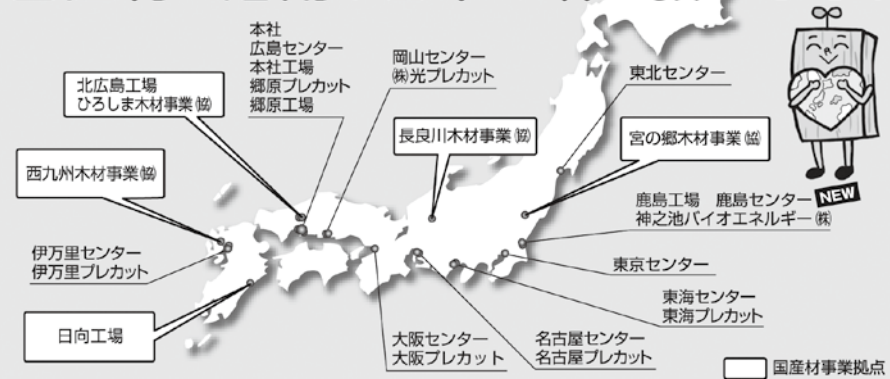 本社
広島センター
本社工場
郷原プレカット
郷原工場
岡山センター
㈱光プレカット
東北センター
北広島工場
ひろしま木材事業㈿
長良川木材事業㈿
宮の郷木材事業㈿
西九州木材事業㈿
鹿島工場 鹿島センター NEW
神之池バイオエネルギー㈱
伊万里センター
伊万里プレカット
東京センター
東海センター
東海プレカット
日向工場
大阪センター
大阪プレカット
名古屋センター
名古屋プレカット
国産材事業拠点